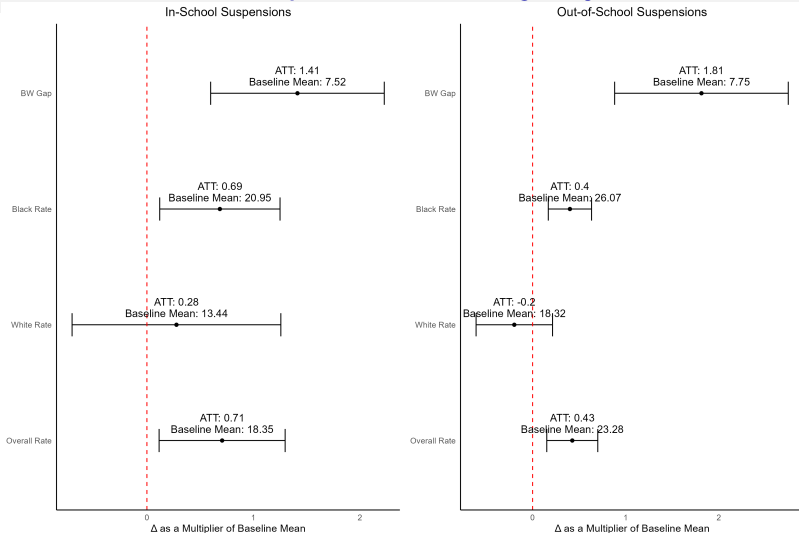 In-School Suspensions
BW Gap
ATT: 1.41
Baseline Mean: 7.52
Black Rate
ATT: 0.69
Baseline Mean: 20.95
White Rate
ATT: 0.28
Baseline Mean: 13.44
Overall Rate
ATT: 0.71
Baseline Mean: 18.35
0 1 2
Δ as a Multiplier of Baseline Mean
Out-of-School Suspensions
BW Gap
ATT: 1.81
Baseline Mean: 7.75
Black Rate
ATT: 0.4
Baseline Mean: 26.07
White Rate
ATT: -0.2
Baseline Mean: 18.32
Overall Rate
ATT: 0.43
Baseline Mean: 23.28
0 1 2
Δ as a Multiplier of Baseline Mean